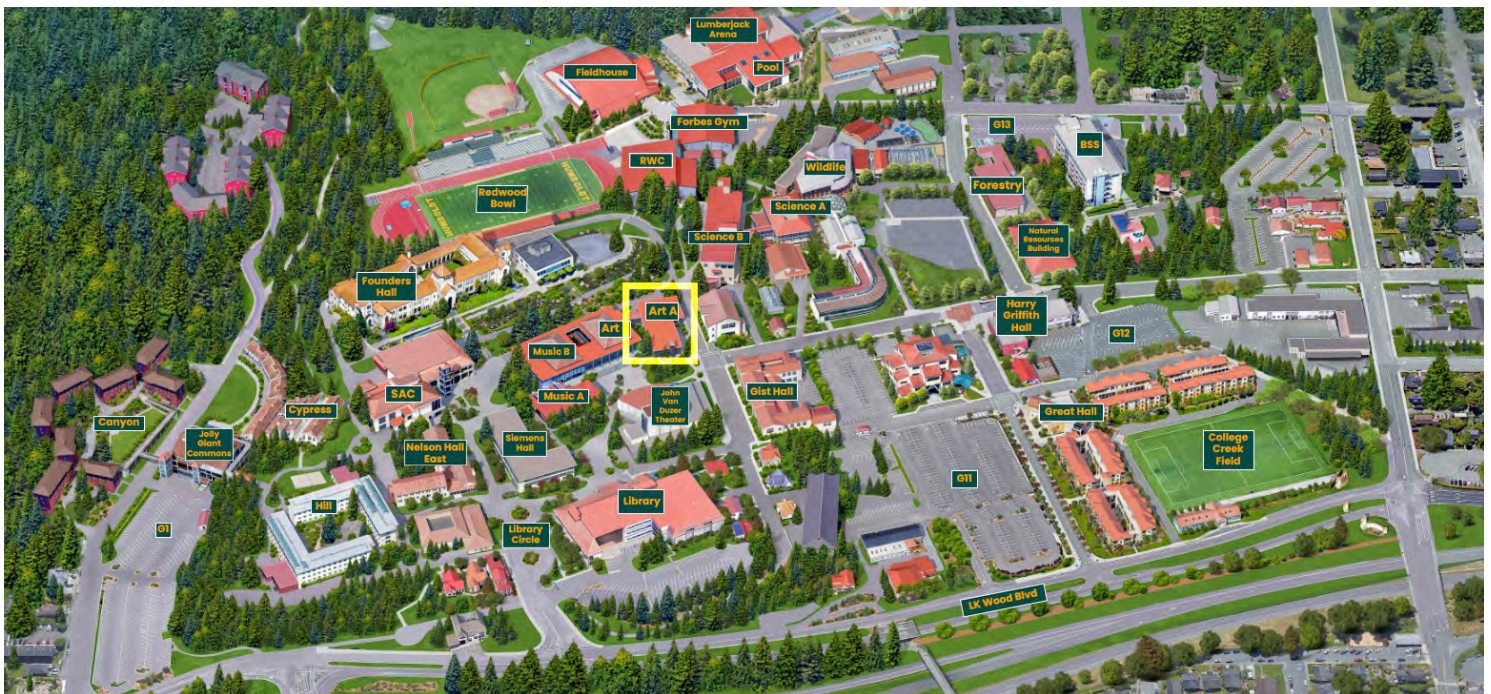 Lumberjack
Arena
Pool
Fieldhouse
Forbes Gym
G13
BSS
RWC
Wildlife
Forestry
Redwood
Bowl
HUMBOLDT
HUMBOLDT
Science A
Science B
Natural
Resources
Building
Founders
Hall
Art A
Art
Harry
Griffith
Hall
G12
Music B
SAC
Music A
John
Van
Duzer
Theater
Gist Hall
Canyon
Cypress
Great Hall
Jolly
Giant
Commons
Nelson Hall
East
Siemens
Hall
College
Creek
Field
G11
Hill
Library
G1
Library
Circle
LK Wood Blvd